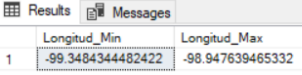 Results Messages
Longitud_Min Longitud_Max
1 -99.3484344482422 -98.947639465332